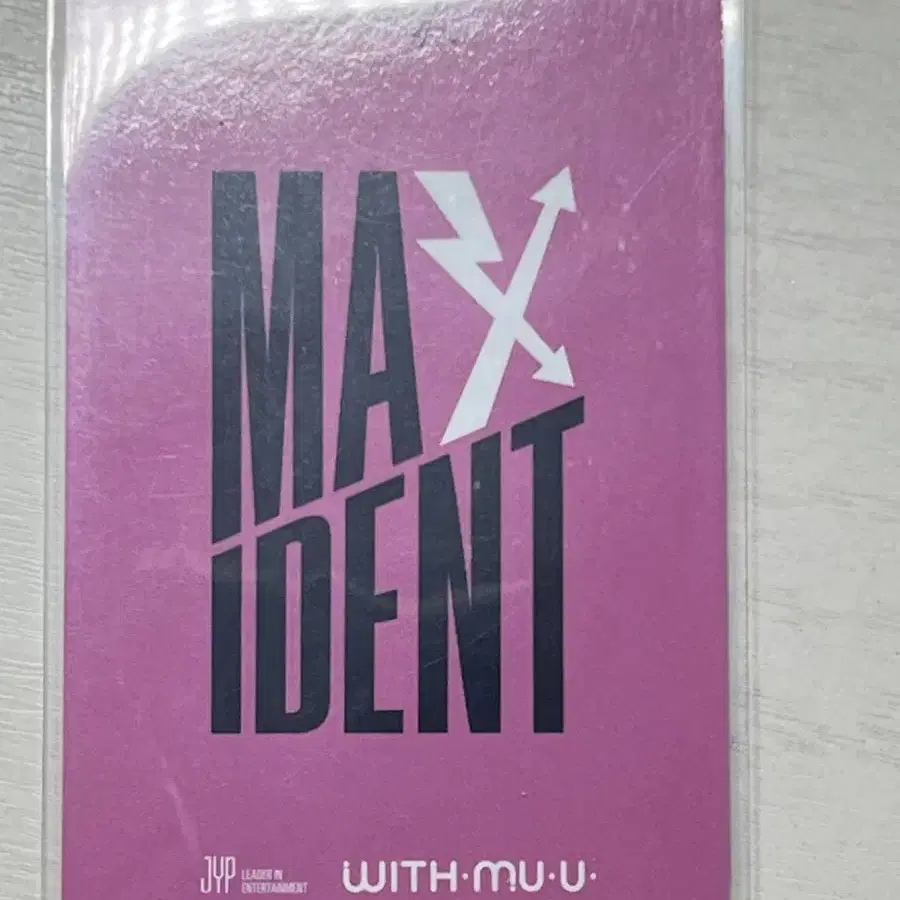 MAX
IDENT
JYP LEADER IN
ENTERTAINMENT
WITH·MU·U·